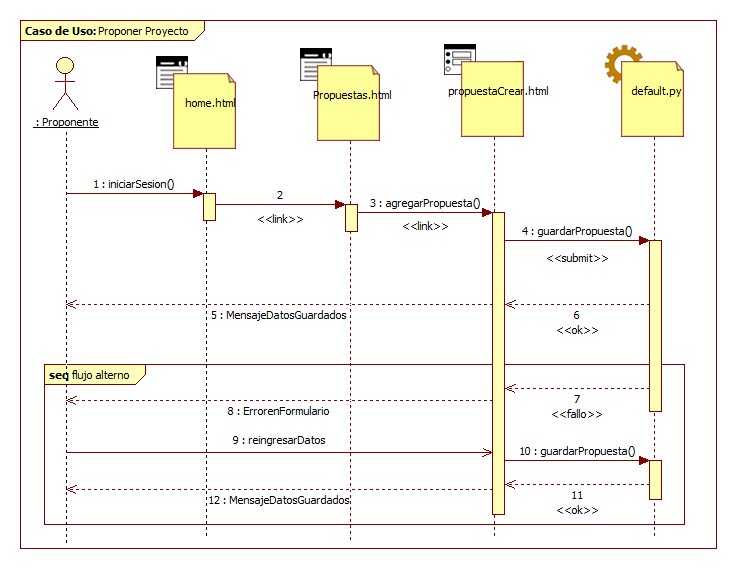 Caso de Uso: Proponer Proyecto
: Proponente
home.html
Propuestas.html
propuestaCrear.html
default.py
1 : iniciarSesion()
2
<<link>>
3 : agregarPropuesta()
<<link>>
4 : guardarPropuesta()
<<submit>>
5 : MensajeDatosGuardados
6
<<ok>>
seq flujo alterno
7
<<fallo>>
8 : ErrorenFormulario
9 : reingresarDatos
10 : guardarPropuesta()
11
<<ok>>
12 : MensajeDatosGuardados